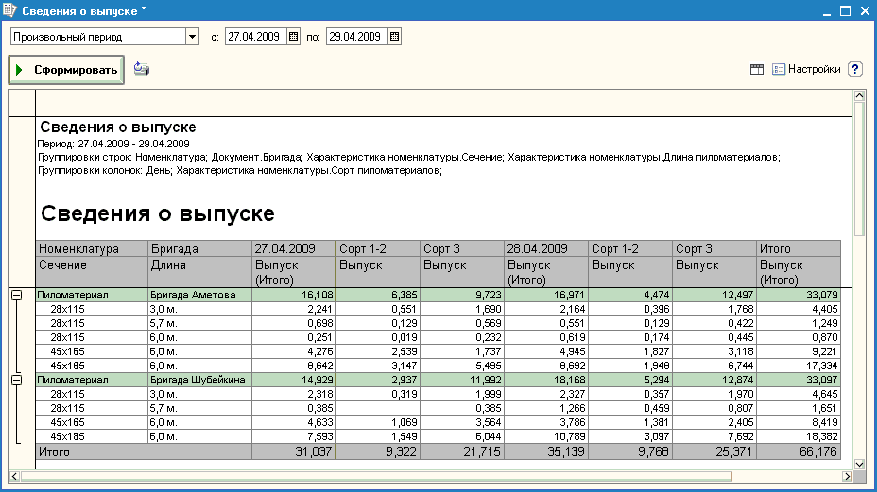 Сведения о выпуске *
Произвольный период с: 27.04.2009 по: 29.04.2009
Сформировать Настройки ?
Сведения о выпуске
Период: 27.04.2009 - 29.04.2009
Группировки строк: Номенклатура; Документ.Бригада; Характеристика номенклатуры.Сечение; Характеристика номенклатуры.Длина пиломатериалов;
Группировки колонок: День; Характеристика номенклатуры.Сорт пиломатериалов;
Сведения о выпуске
Номенклатура Бригада 27.04.2009 Сорт 1-2 Сорт 3 28.04.2009 Сорт 1-2 Сорт 3 Итого
Сечение Длина Выпуск Выпуск Выпуск Выпуск Выпуск Выпуск Выпуск
(Итого) (Итого) (Итого)
Пиломатериал Бригада Аметова 16,108 6,385 9,723 16,971 4,474 12,497 33,079
28х115 3,0 м. 2,241 0,551 1,690 2,164 0,396 1,768 4,405
28х115 5,7 м. 0,698 0,129 0,569 0,551 0,129 0,422 1,249
28х115 6,0 м. 0,251 0,019 0,232 0,619 0,174 0,445 0,870
45х165 6,0 м. 4,276 2,539 1,737 4,945 1,827 3,118 9,221
45х185 6,0 м. 8,642 3,147 5,495 8,692 1,948 6,744 17,334
Пиломатериал Бригада Шубейкина 14,929 2,937 11,992 18,168 5,294 12,874 33,097
28х115 3,0 м. 2,318 0,319 1,999 2,327 0,357 1,970 4,645
28х115 5,7 м. 0,385 0,385 1,266 0,459 0,807 1,651
45х165 6,0 м. 4,633 1,069 3,564 3,786 1,381 2,405 8,419
45х185 6,0 м. 7,593 1,549 6,044 10,789 3,097 7,692 18,382
Итого 31,037 9,322 21,715 35,139 9,768 25,371 66,176